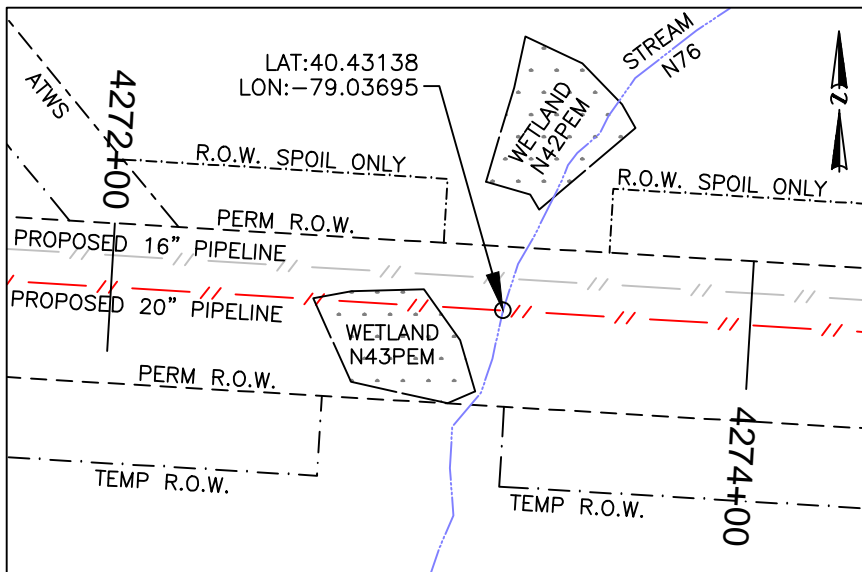 LAT:40.43138
LON:-79.03695
STREAM
N76
ATWS
4272+00
WETLAND
N42PEM
N
R.O.W. SPOIL ONLY
R.O.W. SPOIL ONLY
PERM R.O.W.
PROPOSED 16" PIPELINE
PROPOSED 20" PIPELINE
WETLAND
N43PEM
PERM R.O.W.
4274+00
TEMP R.O.W.
TEMP R.O.W.